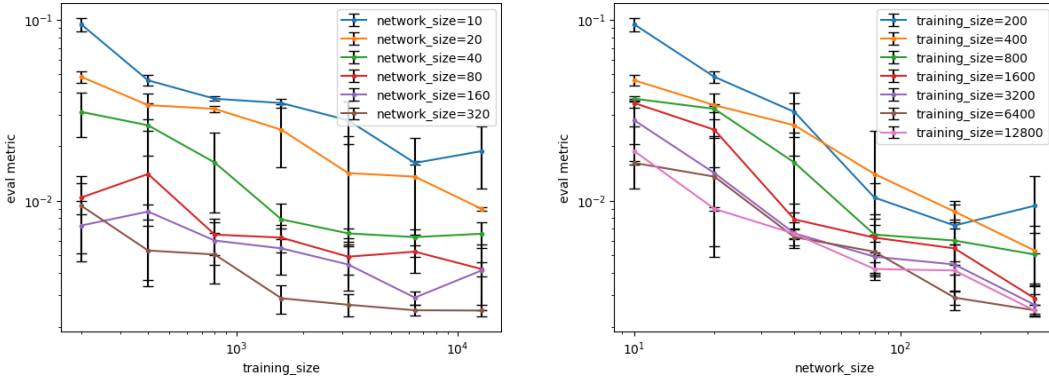 10⁻¹
10⁻²
eval metric
10³
10⁴
training_size
network_size=10
network_size=20
network_size=40
network_size=80
network_size=160
network_size=320
10⁻¹
10⁻²
eval metric
10¹
10²
network_size
training_size=200
training_size=400
training_size=800
training_size=1600
training_size=3200
training_size=6400
training_size=12800